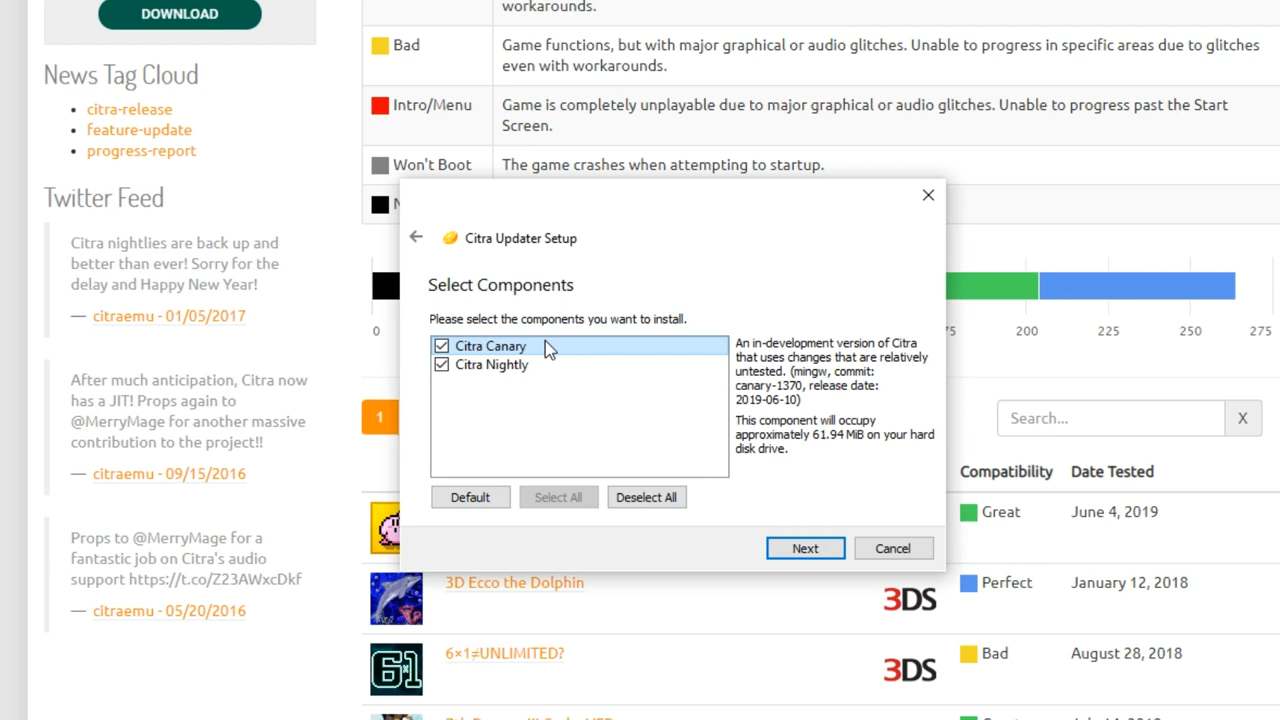 DOWNLOAD
News Tag Cloud
citra-release
feature-update
progress-report
Twitter Feed
Citra nightlies are back up and
better than ever! Sorry for the
delay and Happy New Year!
— citraemu - 01/05/2017
After much anticipation, Citra now
has a JIT! Props again to
@MerryMage for another massive
contribution to the project!!
— citraemu - 09/15/2016
Props to @MerryMage for a
fantastic job on Citra's audio
support https://t.co/Z23AWxcDkf
— citraemu - 05/20/2016
workarounds.
Bad
Game functions, but with major graphical or audio glitches. Unable to progress in specific areas due to glitches
even with workarounds.
Intro/Menu
Game is completely unplayable due to major graphical or audio glitches. Unable to progress past the Start
Screen.
Won't Boot
The game crashes when attempting to startup.
Citra Updater Setup
Select Components
Please select the components you want to install.
Citra Canary
Citra Nightly
An in-development version of Citra
that uses changes that are relatively
untested. (mingw, commit:
canary-1370, release date:
2019-06-10)
This component will occupy
approximately 61.94 MiB on your hard
disk drive.
Default
Select All
Deselect All
Next
Cancel
0
75
200
225
250
275
1
Search...
X
Compatibility
Date Tested
Great
June 4, 2019
3D Ecco the Dolphin
3DS
Perfect
January 12, 2018
61
6×1≠UNLIMITED?
3DS
Bad
August 28, 2018